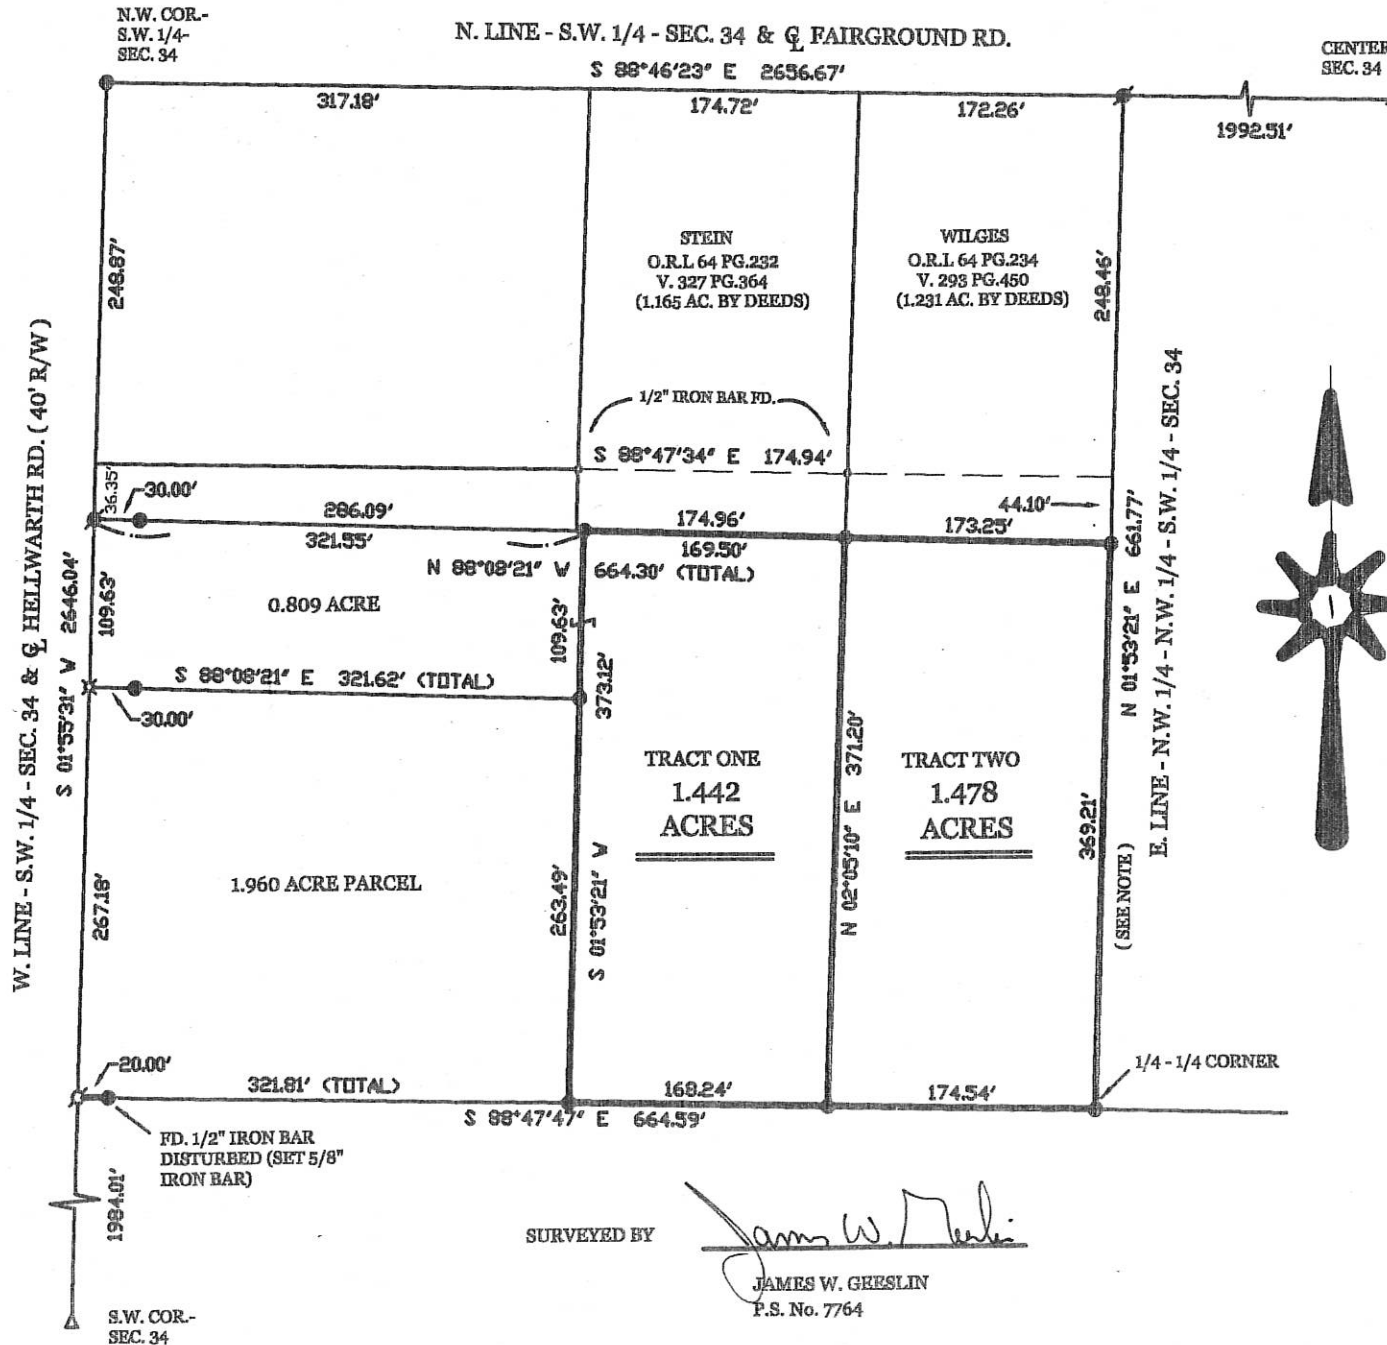 N.W. COR.-
S.W. 1/4-
SEC. 34
N. LINE - S.W. 1/4 - SEC. 34 & ℄ FAIRGROUND RD.
S 88°46'23" E 2656.67'
CENTER
SEC. 34
317.18'
174.72'
172.26'
1992.51'
248.87'
STEIN
O.R.L 64 PG.232
V. 327 PG.364
(1.165 AC. BY DEEDS)
WILGES
O.R.L 64 PG.234
V. 293 PG.450
(1.231 AC. BY DEEDS)
248.46'
1/2" IRON BAR FD.
S 88°47'34" E 174.94'
36.35'
30.00'
286.09'
321.55'
174.96'
169.50'
44.10'
173.25'
N 88°08'21" W 664.30' (TOTAL)
0.809 ACRE
109.63'
109.63'
S 88°08'21" E 321.62' (TOTAL)
30.00'
373.12'
W. LINE - S.W. 1/4 - SEC. 34 & ℄ HELLWARTH RD. ( 40' R/W )
S 01°55'31" W 2646.04'
N 01°53'21" E 661.77'
E. LINE - N.W. 1/4 - N.W. 1/4 - S.W. 1/4 - SEC. 34
TRACT ONE
1.442
ACRES
TRACT TWO
1.478
ACRES
N 02°05'10" E 371.20'
369.21'
( SEE NOTE )
1.960 ACRE PARCEL
267.18'
263.49'
S 01°53'21" W
20.00'
321.81' (TOTAL)
168.24'
174.54'
1/4 - 1/4 CORNER
S 88°47'47" E 664.59'
FD. 1/2" IRON BAR
DISTURBED (SET 5/8"
IRON BAR)
1984.01'
SURVEYED BY
James W. Geeslin
JAMES W. GEESLIN
P.S. No. 7764
S.W. COR.-
SEC. 34